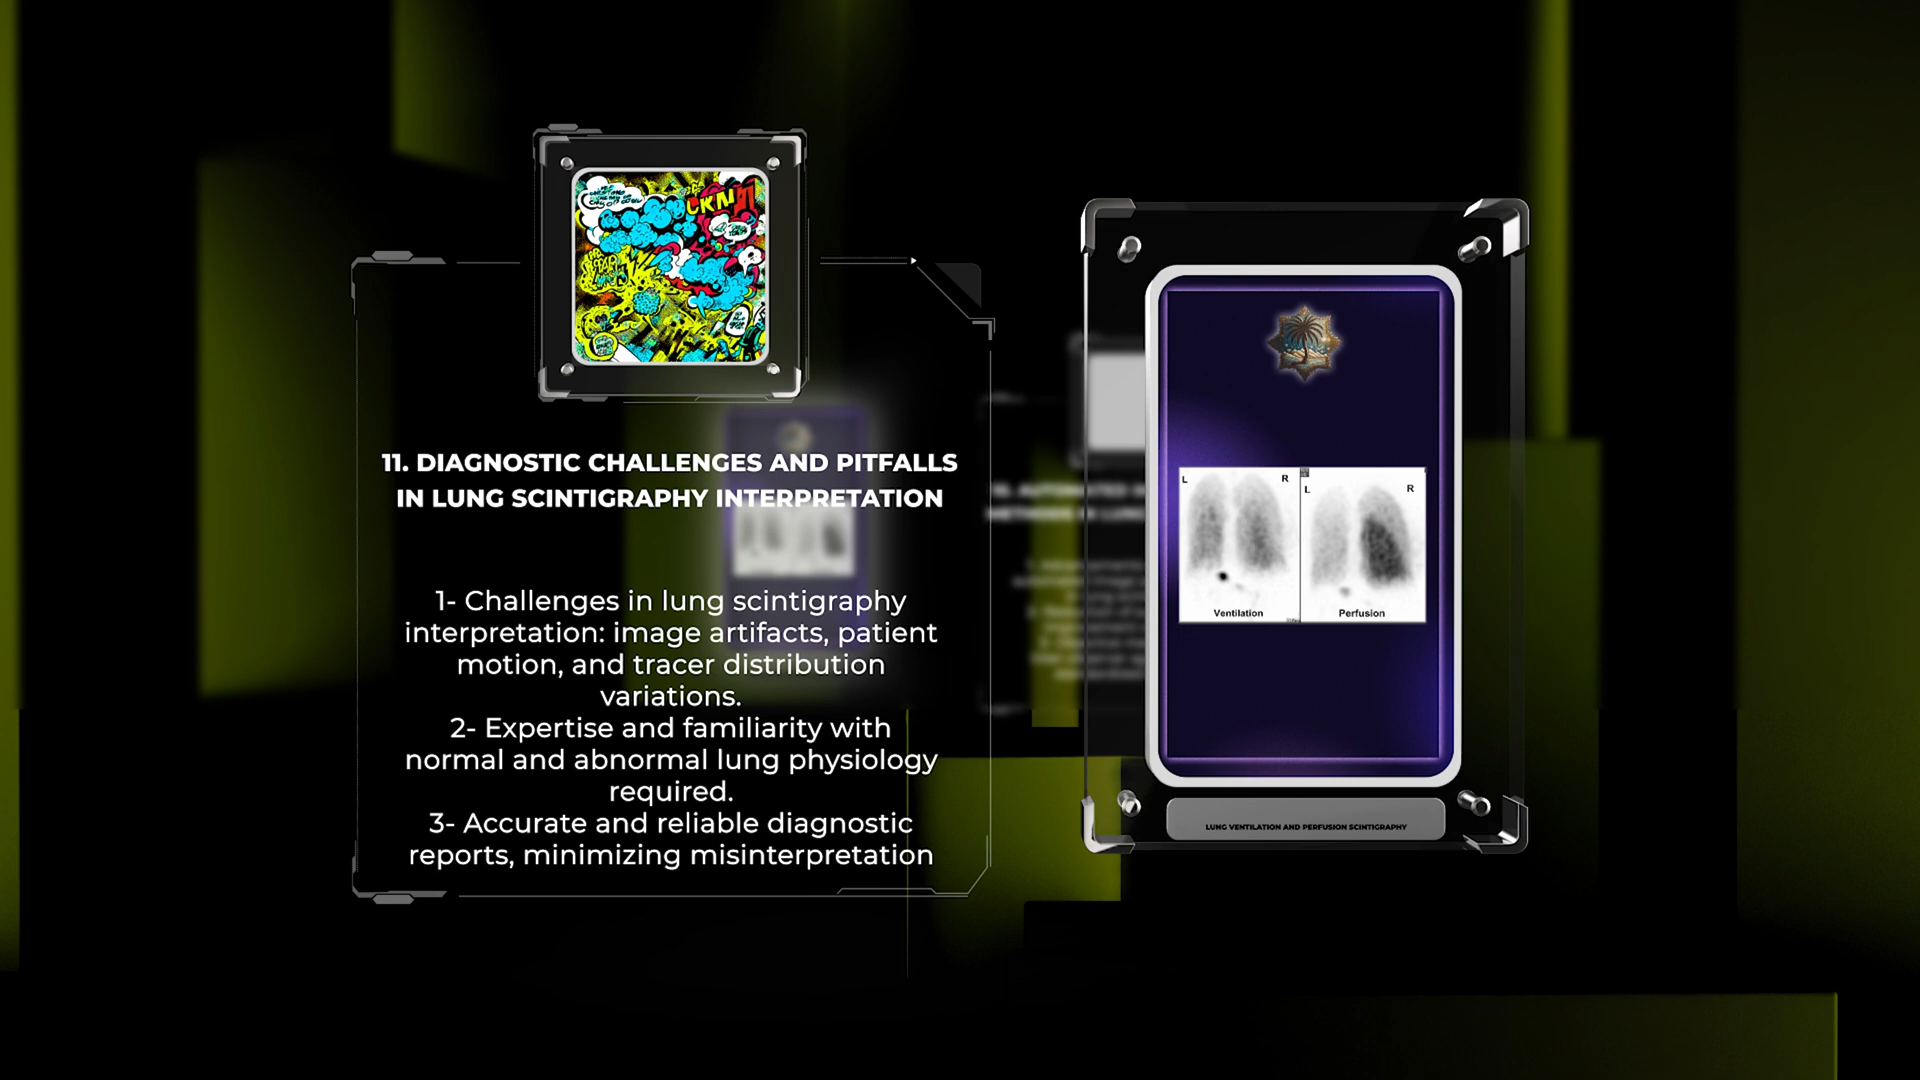 11. DIAGNOSTIC CHALLENGES AND PITFALLS
IN LUNG SCINTIGRAPHY INTERPRETATION
1- Challenges in lung scintigraphy
interpretation: image artifacts, patient
motion, and tracer distribution
variations.
2- Expertise and familiarity with
normal and abnormal lung physiology
required.
3- Accurate and reliable diagnostic
reports, minimizing misinterpretation
L R
L R
Ventilation
Perfusion
LUNG VENTILATION AND PERFUSION SCINTIGRAPHY